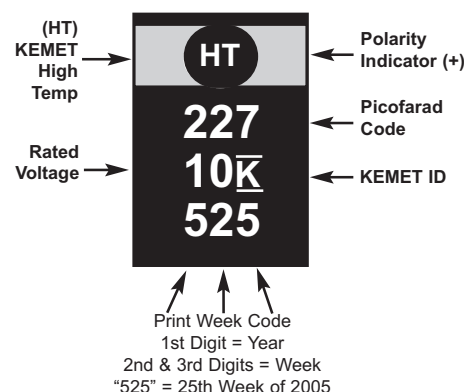 (HT)
KEMET
High
Temp
HT
Polarity
Indicator (+)
227
Picofarad
Code
Rated
Voltage
10K
KEMET ID
525
Print Week Code
1st Digit = Year
2nd & 3rd Digits = Week
“525” = 25th Week of 2005